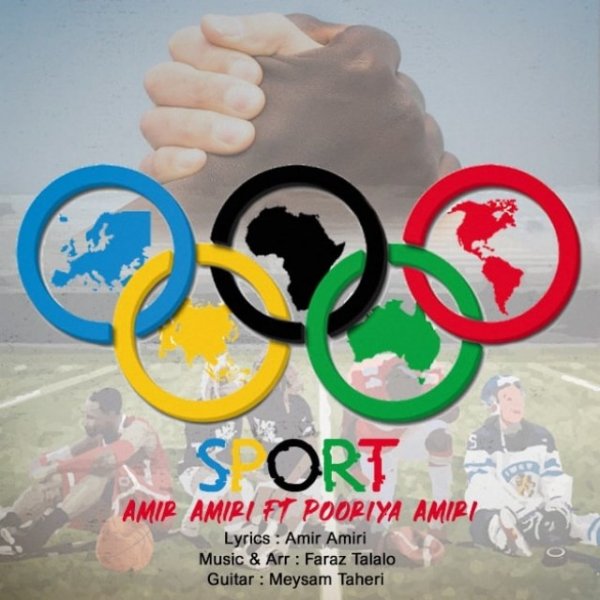 SPORT
AMIR AMIRI FT POORIYA AMIRI
Lyrics : Amir Amiri
Music & Arr : Faraz Talalo
Guitar : Meysam Taheri